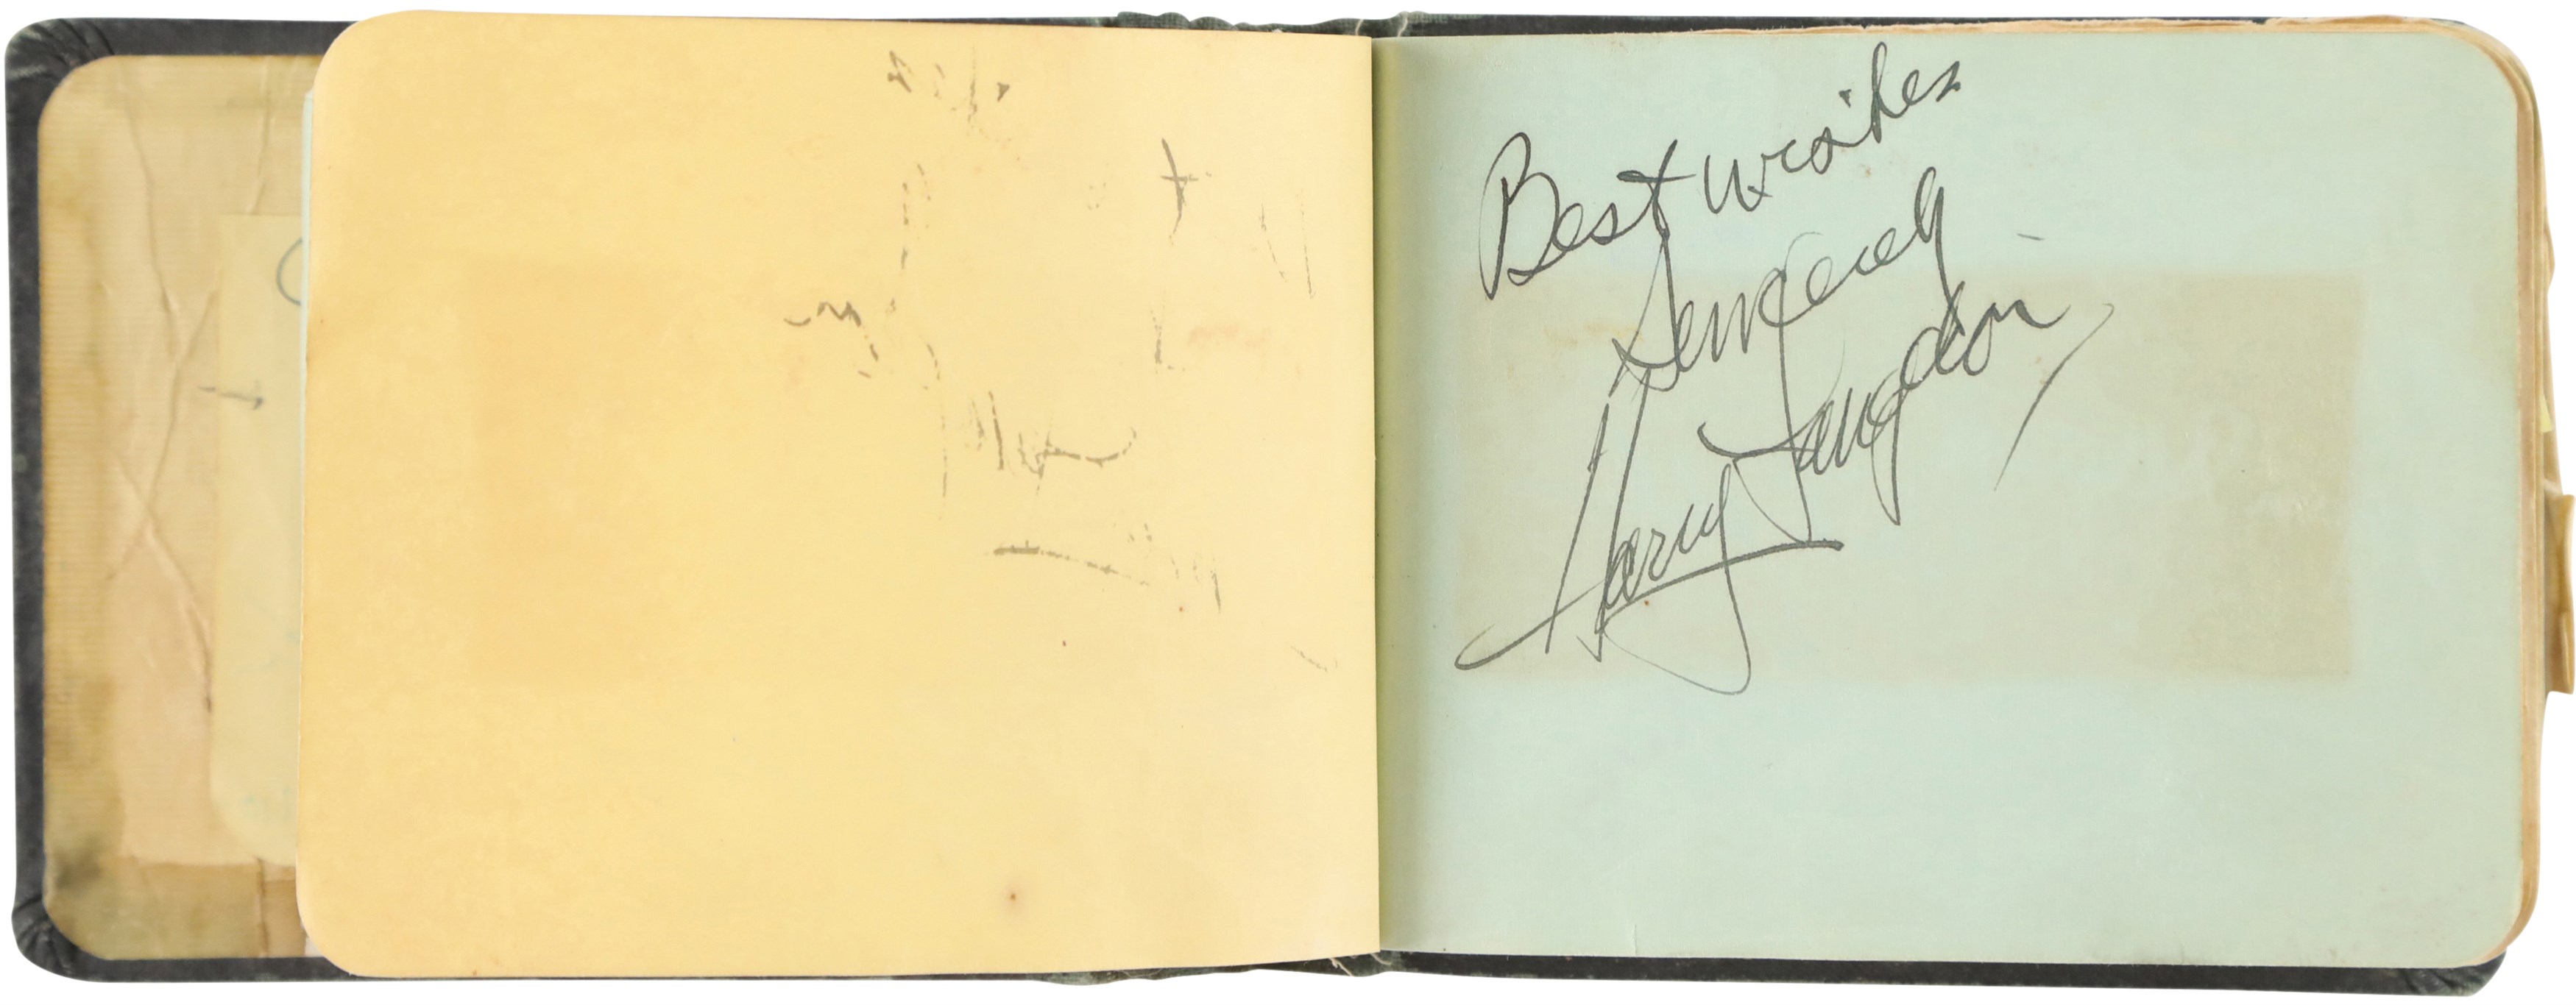 Best wishes
Sincerely
Harry Langdon